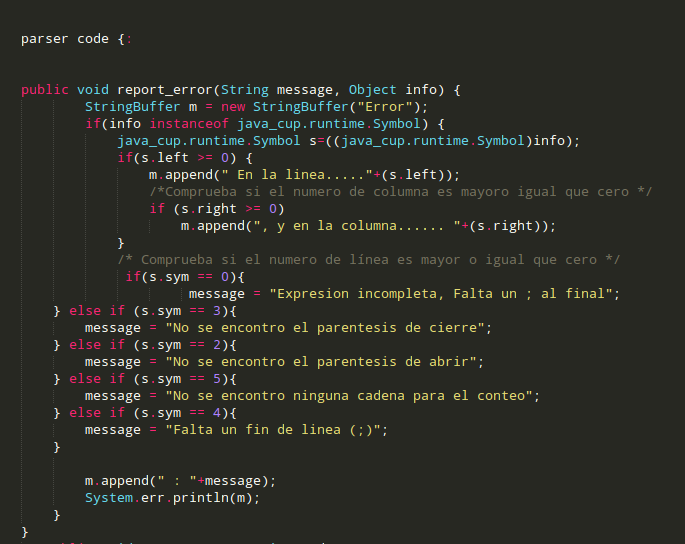 parser code {:
public void report_error(String message, Object info) {
StringBuffer m = new StringBuffer("Error");
if(info instanceof java_cup.runtime.Symbol) {
java_cup.runtime.Symbol s=((java_cup.runtime.Symbol)info);
if(s.left >= 0) {
m.append(" En la linea....."+(s.left));
/*Comprueba si el numero de columna es mayoro igual que cero */
if (s.right >= 0)
m.append(", y en la columna...... "+(s.right));
}
/* Comprueba si el numero de línea es mayor o igual que cero */
if(s.sym == 0){
message = "Expresion incompleta, Falta un ; al final";
} else if (s.sym == 3){
message = "No se encontro el parentesis de cierre";
} else if (s.sym == 2){
message = "No se encontro el parentesis de abrir";
} else if (s.sym == 5){
message = "No se encontro ninguna cadena para el conteo";
} else if (s.sym == 4){
message = "Falta un fin de linea (;)";
}
m.append(" : "+message);
System.err.println(m);
}
}